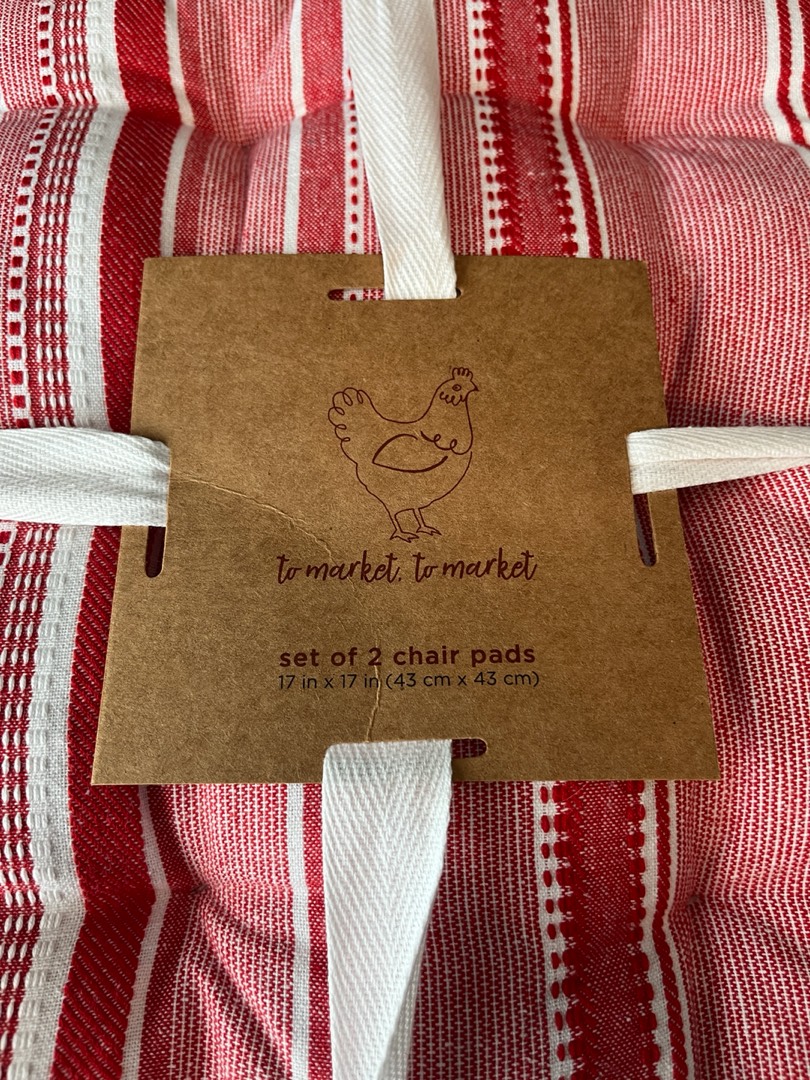 to market, to market
set of 2 chair pads
17 in x 17 in (43 cm x 43 cm)